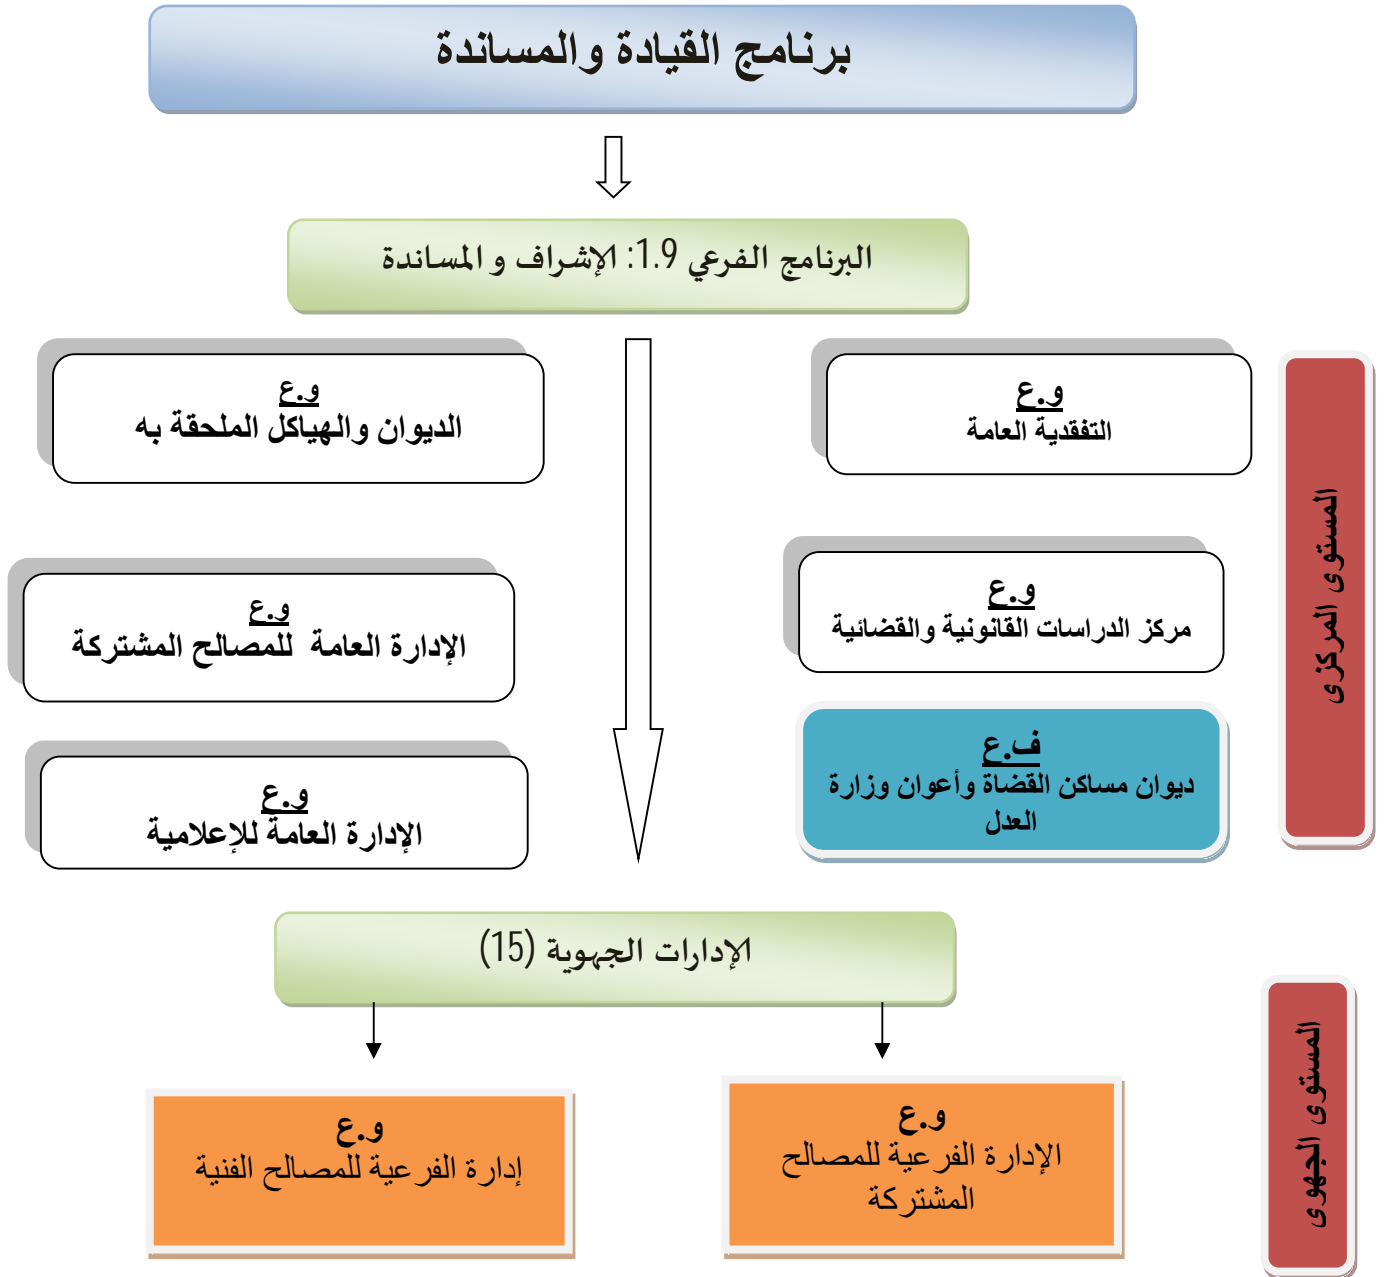 برنامج القيادة والمساندة
البرنامج الفرعي 1.9: الإشراف و المساندة
و.ع
التفقدية العامة
و.ع
الديوان والهياكل الملحقة به
المستوى المركزى
و.ع
مركز الدراسات القانونية والقضائية
و.ع
الإدارة العامة للمصالح المشتركة
ف.ع
ديوان مساكن القضاة وأعوان وزارة
العدل
و.ع
الإدارة العامة للإعلامية
الإدارات الجهوية (15)
المستوى الجهوى
و.ع
الإدارة الفرعية للمصالح
المشتركة
و.ع
إدارة الفرعية للمصالح الفنية